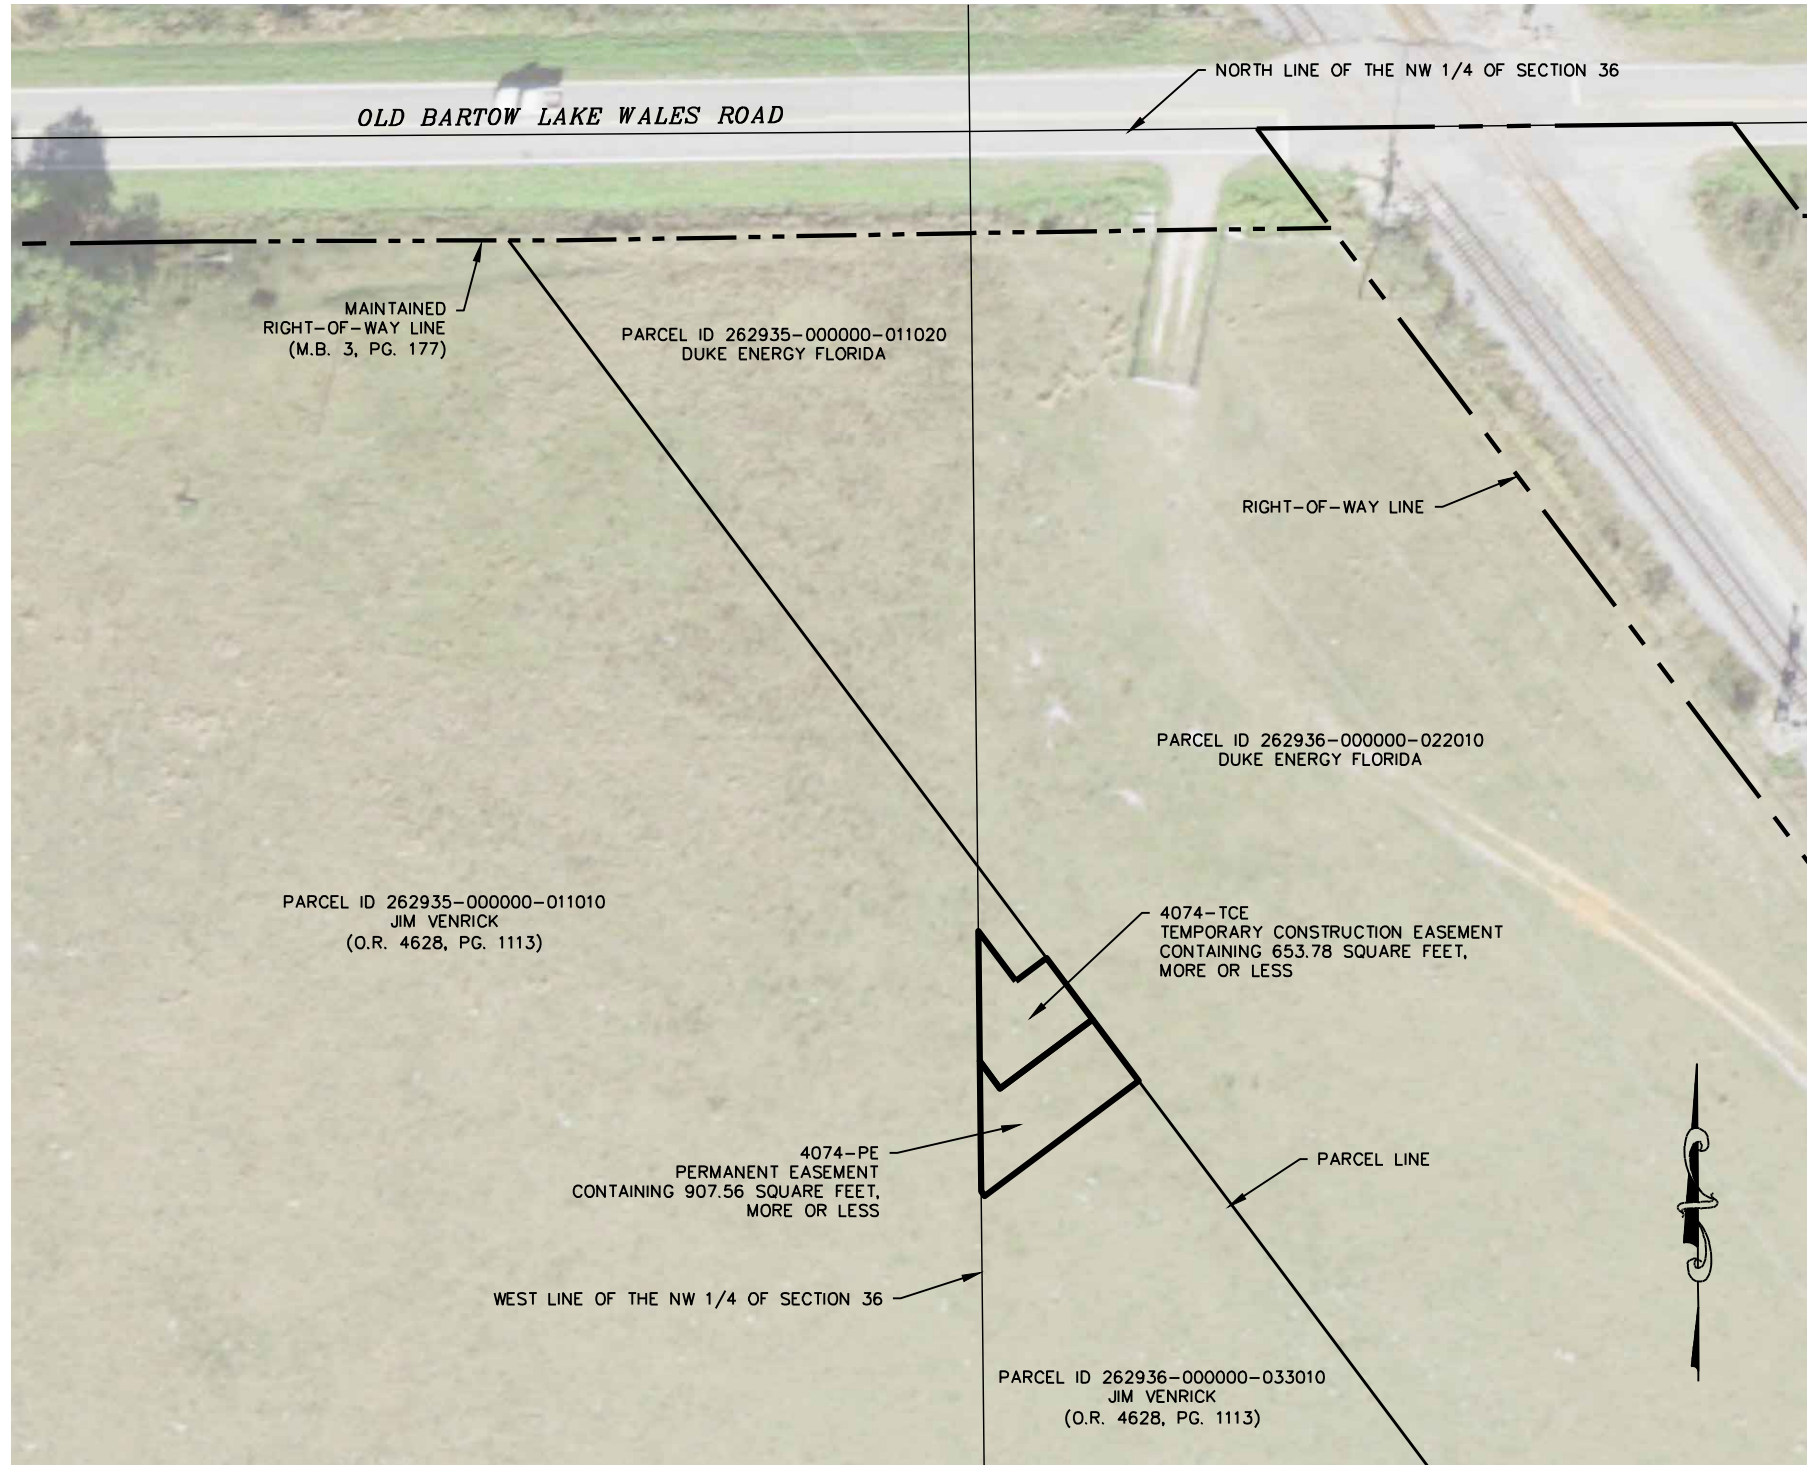 NORTH LINE OF THE NW 1/4 OF SECTION 36
OLD BARTOW LAKE WALES ROAD
MAINTAINED
RIGHT-OF-WAY LINE
(M.B. 3, PG. 177)
PARCEL ID 262935-000000-011020
DUKE ENERGY FLORIDA
RIGHT-OF-WAY LINE
PARCEL ID 262936-000000-022010
DUKE ENERGY FLORIDA
PARCEL ID 262935-000000-011010
JIM VENRICK
(O.R. 4628, PG. 1113)
4074-TCE
TEMPORARY CONSTRUCTION EASEMENT
CONTAINING 653.78 SQUARE FEET,
MORE OR LESS
4074-PE
PERMANENT EASEMENT
CONTAINING 907.56 SQUARE FEET,
MORE OR LESS
PARCEL LINE
WEST LINE OF THE NW 1/4 OF SECTION 36
PARCEL ID 262936-000000-033010
JIM VENRICK
(O.R. 4628, PG. 1113)